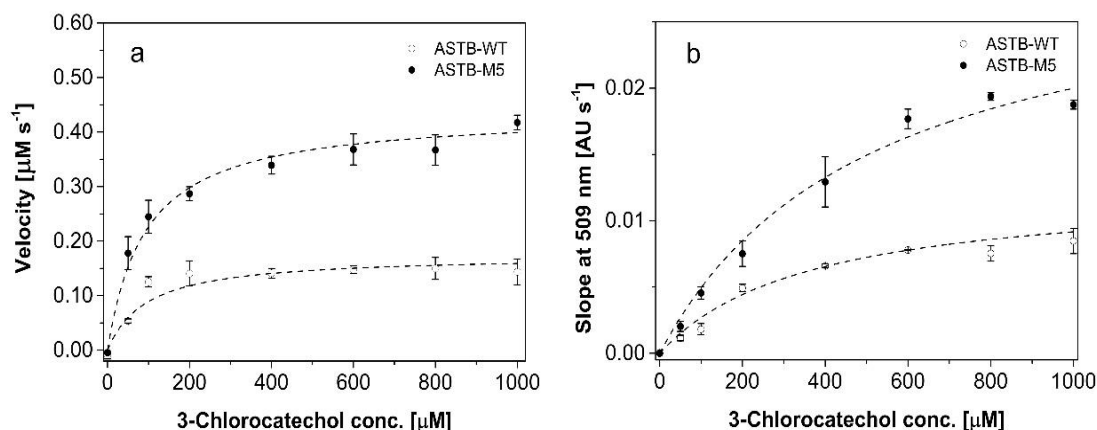 a
ASTB-WT
ASTB-M5
Velocity [μM s⁻¹]
0.60
0.50
0.40
0.30
0.20
0.10
0.00
0 200 400 600 800 1000
3-Chlorocatechol conc. [μM]
b
ASTB-WT
ASTB-M5
Slope at 509 nm [AU s⁻¹]
0.02
0.01
0.00
0 200 400 600 800 1000
3-Chlorocatechol conc. [μM]